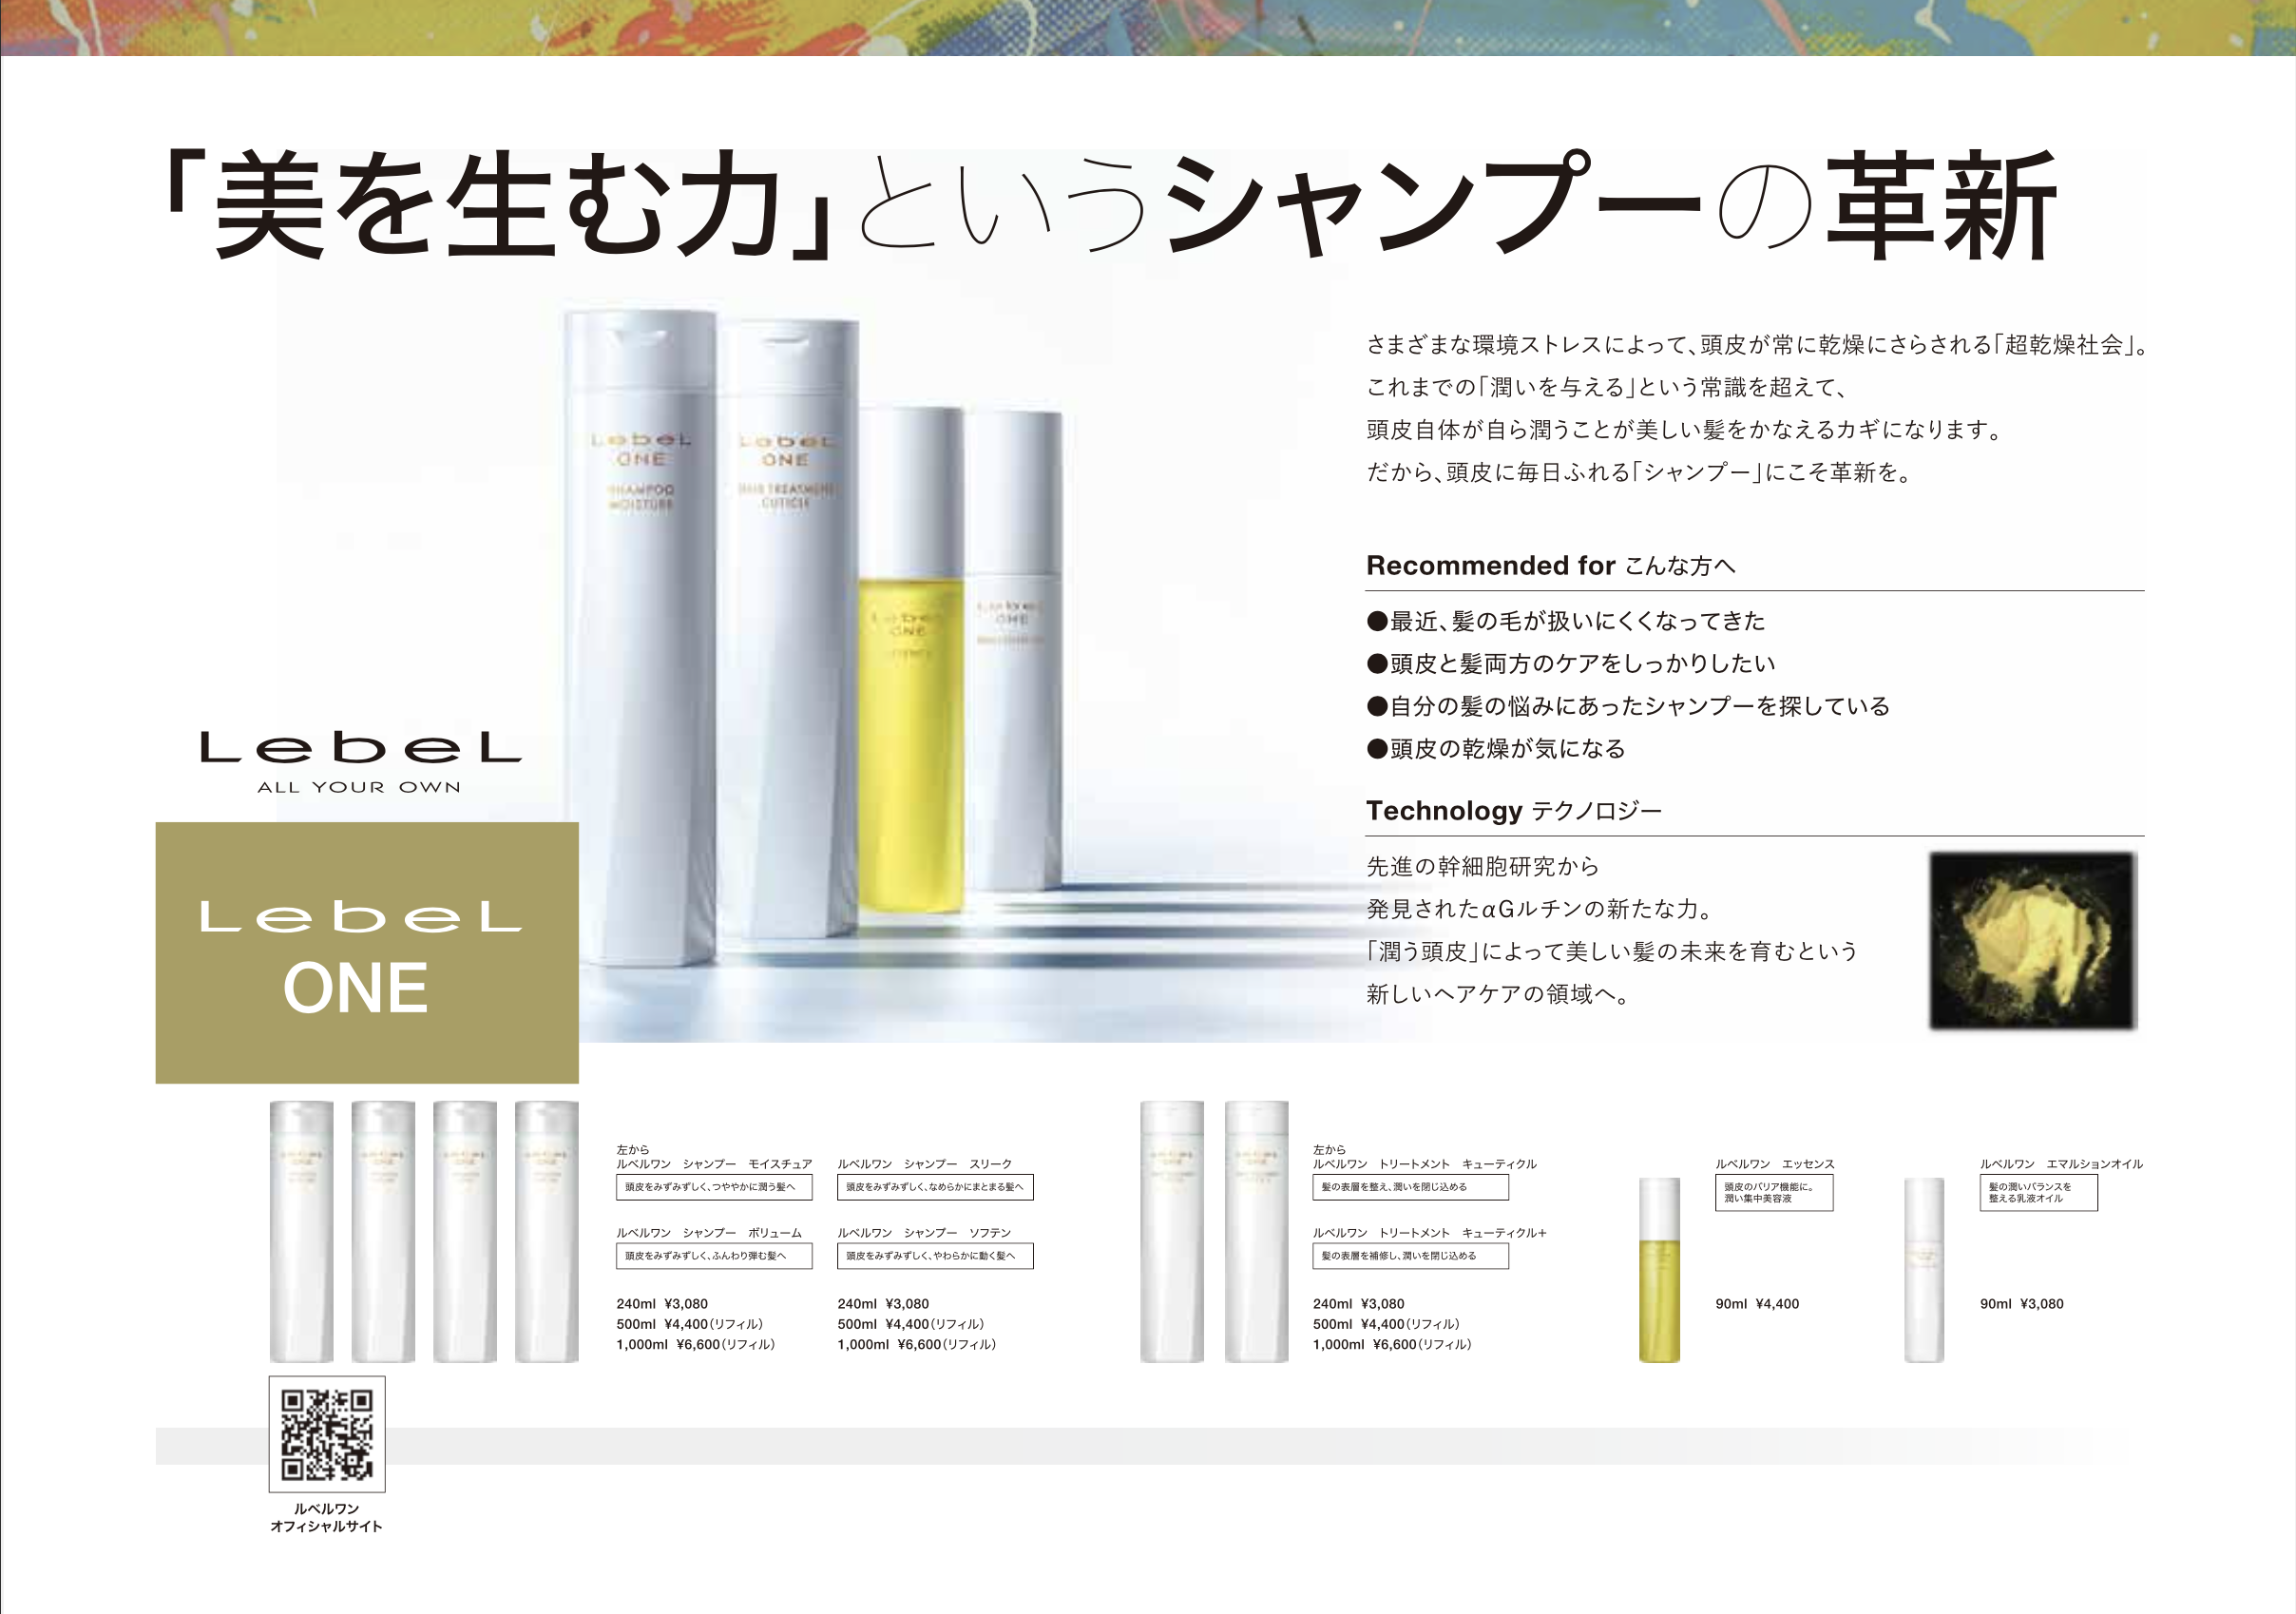 「美を生む力」というシャンプーの革新
LebeL
ONE
SHAMPOO
MOISTURE
LebeL
ONE
HAIR TREATMENT
CUTICLE
LebeL
ONE
LebeL
ONE
さまざまな環境ストレスによって、頭皮が常に乾燥にさらされる「超乾燥社会」。
これまでの「潤いを与える」という常識を超えて、
頭皮自体が自ら潤うことが美しい髪をかなえるカギになります。
だから、頭皮に毎日ふれる「シャンプー」にこそ革新を。
Recommended for こんな方へ
●最近、髪の毛が扱いにくくなってきた
●頭皮と髪両方のケアをしっかりしたい
●自分の髪の悩みにあったシャンプーを探している
●頭皮の乾燥が気になる
Technology テクノロジー
先進の幹細胞研究から
発見されたαGルチンの新たな力。
「潤う頭皮」によって美しい髪の未来を育むという
新しいヘアケアの領域へ。
LebeL
ALL YOUR OWN
LebeL
ONE
左から
ルベルワン シャンプー モイスチュア
頭皮をみずみずしく、つややかに潤う髪へ
ルベルワン シャンプー スリーク
頭皮をみずみずしく、なめらかにまとまる髪へ
ルベルワン シャンプー ボリューム
頭皮をみずみずしく、ふんわり弾む髪へ
ルベルワン シャンプー ソフテン
頭皮をみずみずしく、やわらかに動く髪へ
240ml ¥3,080
500ml ¥4,400(リフィル)
1,000ml ¥6,600(リフィル)
240ml ¥3,080
500ml ¥4,400(リフィル)
1,000ml ¥6,600(リフィル)
左から
ルベルワン トリートメント キューティクル
髪の表層を整え、潤いを閉じ込める
ルベルワン トリートメント キューティクル+
髪の表層を補修し、潤いを閉じ込める
240ml ¥3,080
500ml ¥4,400(リフィル)
1,000ml ¥6,600(リフィル)
ルベルワン エッセンス
頭皮のバリア機能に。
潤い集中美容液
90ml ¥4,400
ルベルワン エマルションオイル
髪の潤いバランスを
整える乳液オイル
90ml ¥3,080
ルベルワン
オフィシャルサイト